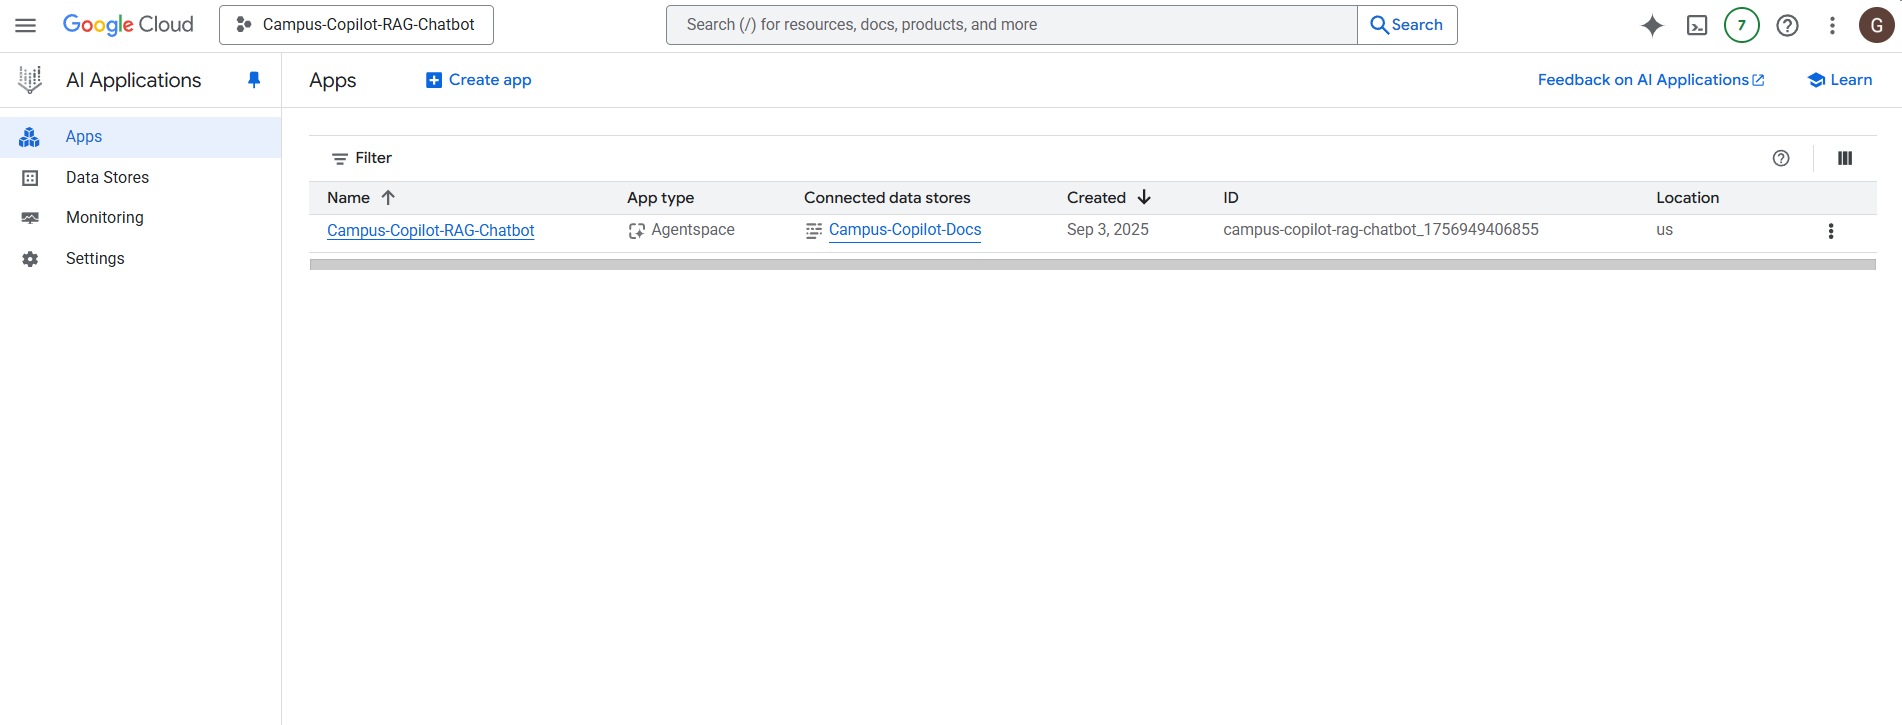 Google Cloud Campus-Copilot-RAG-Chatbot Search (/) for resources, docs, products, and more Search 7 G
AI Applications Apps Create app Feedback on AI Applications Learn
Apps
Data Stores
Monitoring
Settings
Filter
Name App type Connected data stores Created ID Location
Campus-Copilot-RAG-Chatbot Agentspace Campus-Copilot-Docs Sep 3, 2025 campus-copilot-rag-chatbot_1756949406855 us